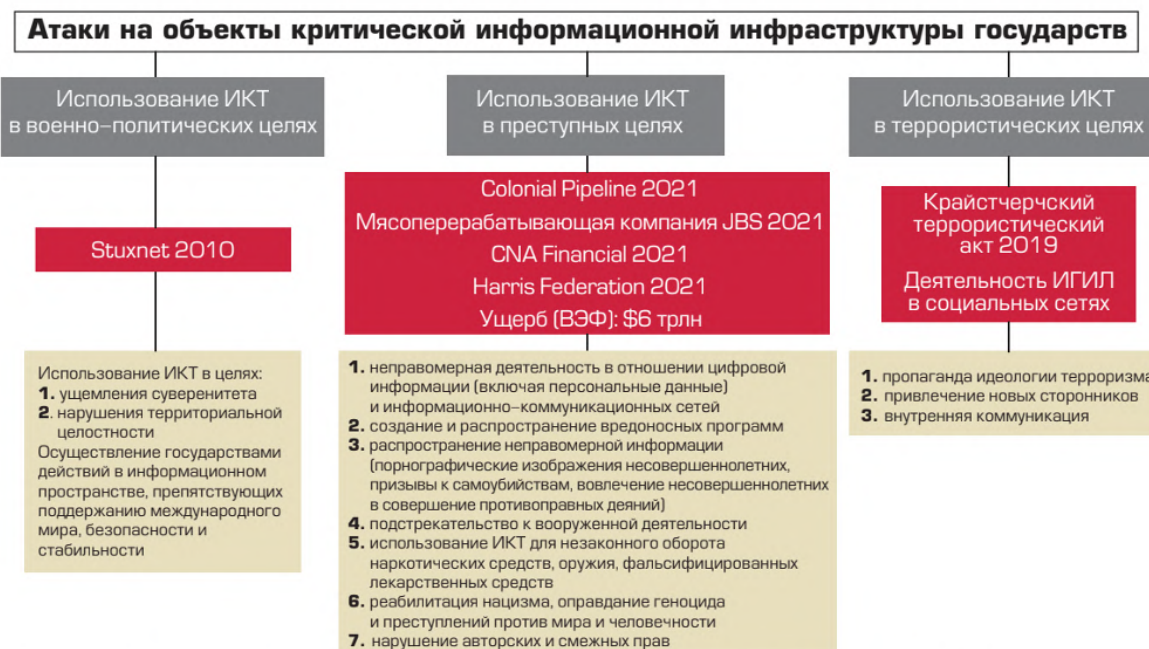 Атаки на объекты критической информационной инфраструктуры государств
Использование ИКТ
в военно–политических целях
Stuxnet 2010
Использование ИКТ в целях:
1. ущемления суверенитета
2. нарушения территориальной
целостности
Осуществление государствами
действий в информационном
пространстве, препятствующих
поддержанию международного
мира, безопасности и
стабильности
Использование ИКТ
в преступных целях
Colonial Pipeline 2021
Мясоперерабатывающая компания JBS 2021
CNA Financial 2021
Harris Federation 2021
Ущерб (ВЭФ): $6 трлн
1. неправомерная деятельность в отношении цифровой
информации (включая персональные данные)
и информационно–коммуникационных сетей
2. создание и распространение вредоносных программ
3. распространение неправомерной информации
(порнографические изображения несовершеннолетних,
призывы к самоубийствам, вовлечение несовершеннолетних
в совершение противоправных деяний)
4. подстрекательство к вооруженной деятельности
5. использование ИКТ для незаконного оборота
наркотических средств, оружия, фальсифицированных
лекарственных средств
6. реабилитация нацизма, оправдание геноцида
и преступлений против мира и человечности
7. нарушение авторских и смежных прав
Использование ИКТ
в террористических целях
Крайстчерчский
террористический
акт 2019
Деятельность ИГИЛ
в социальных сетях
1. пропаганда идеологии терроризма
2. привлечение новых сторонников
3. внутренняя коммуникация